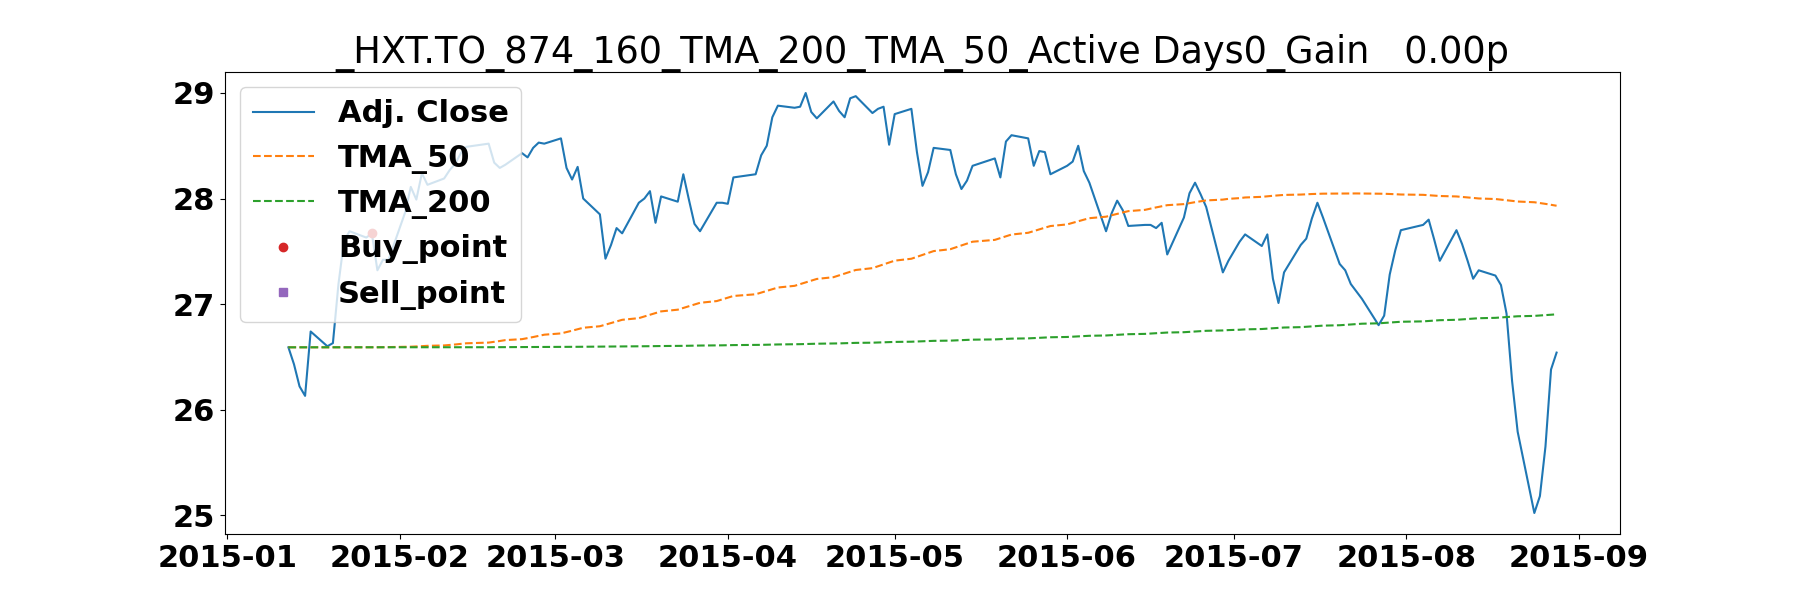 _HXT.TO_874_160_TMA_200_TMA_50_Active Days0_Gain   0.00p
29
28
27
26
25
Adj. Close
TMA_50
TMA_200
Buy_point
Sell_point
2015-01 2015-02 2015-03 2015-04 2015-05 2015-06 2015-07 2015-08 2015-09